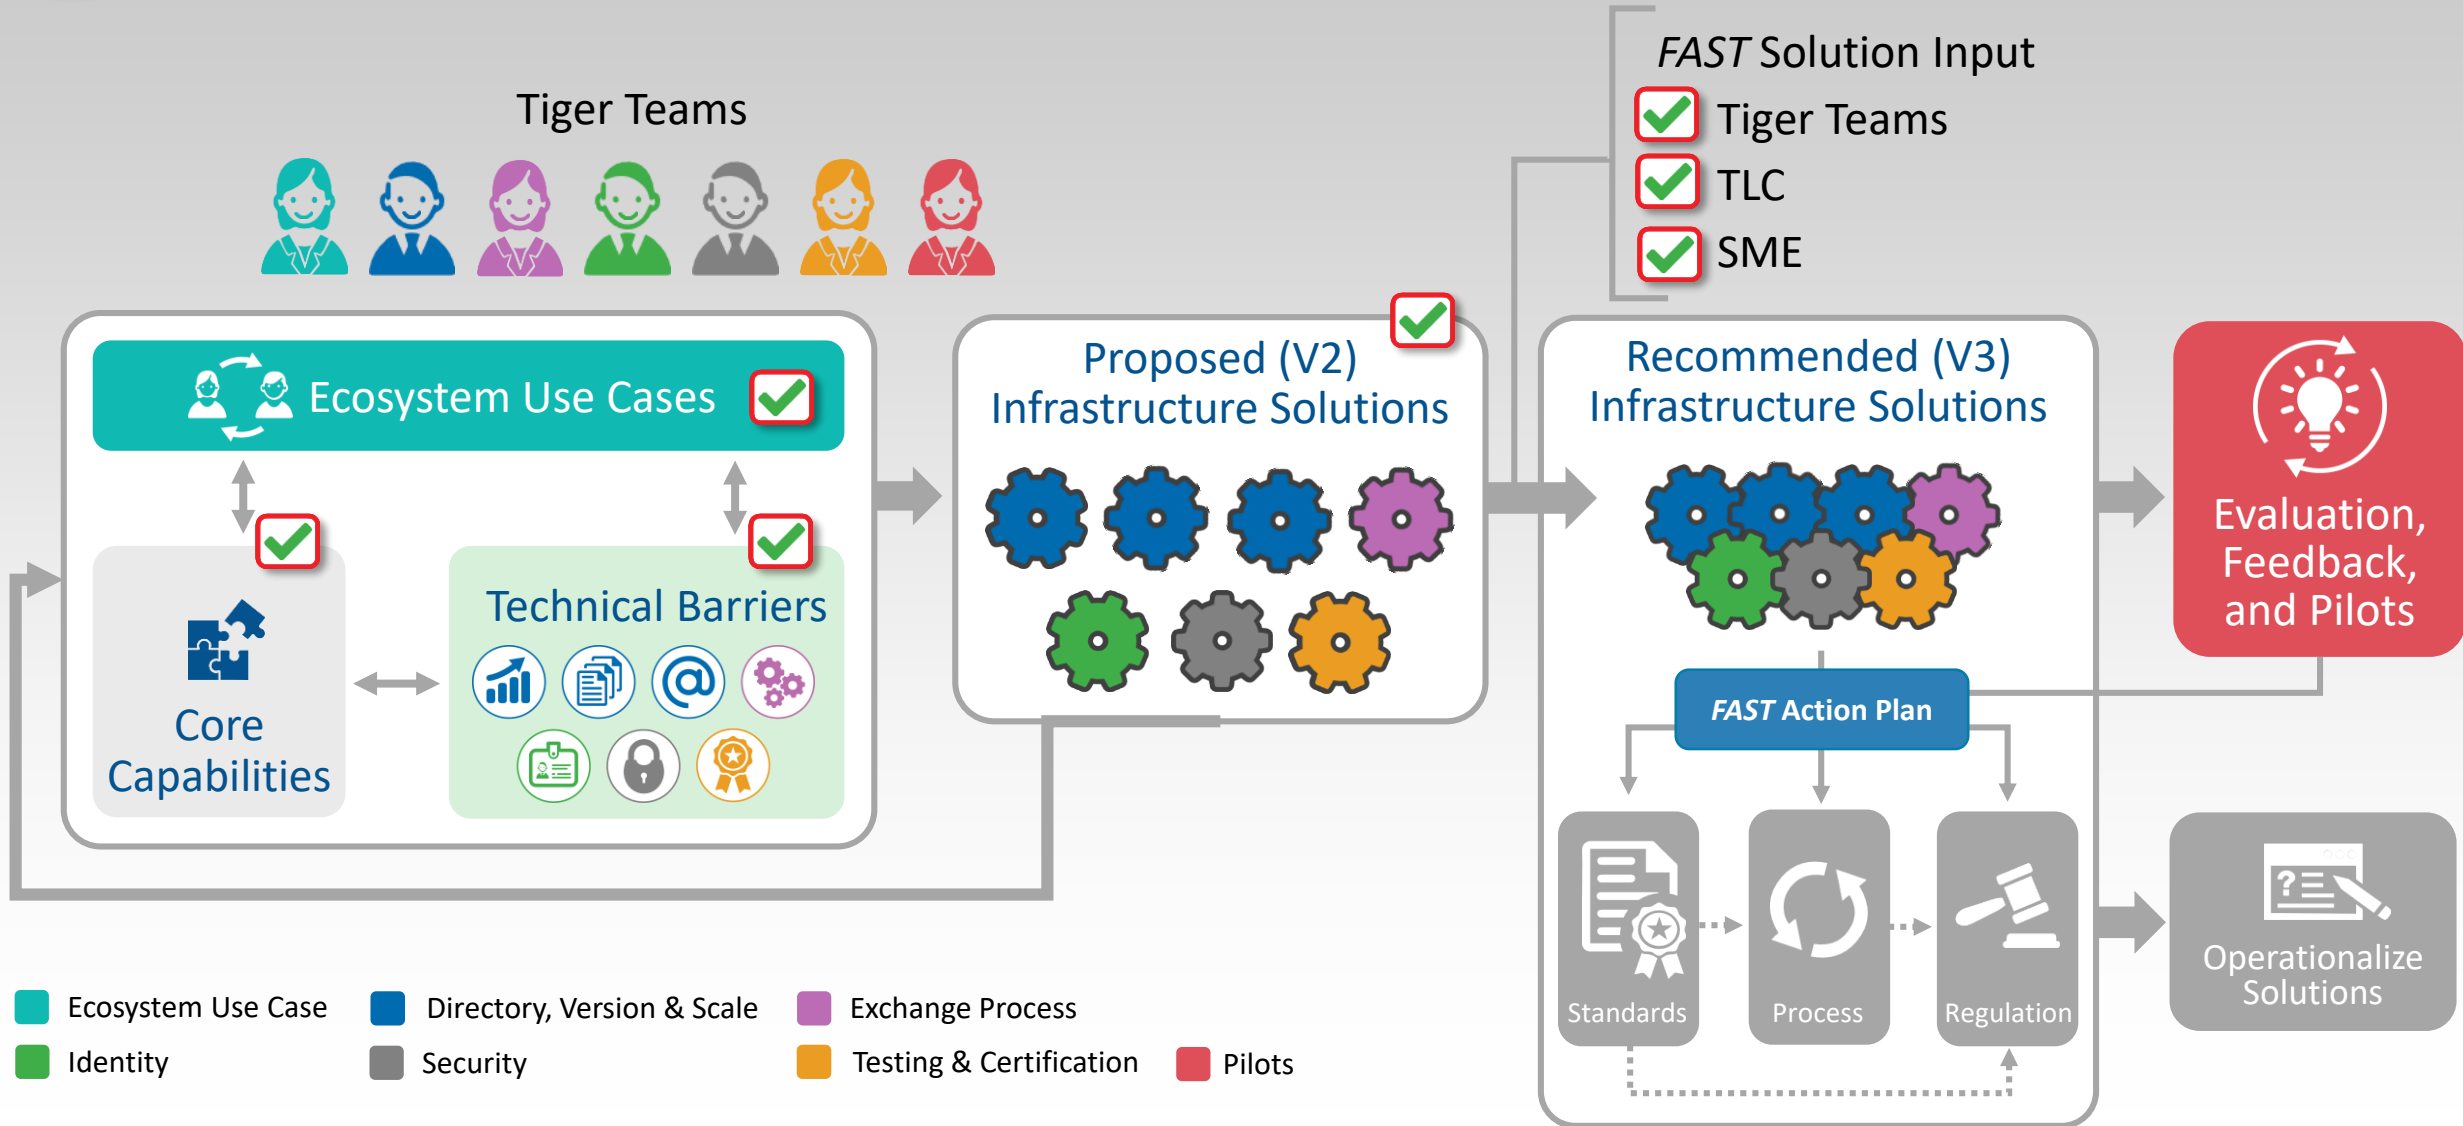 Tiger Teams
FAST Solution Input
Tiger Teams
TLC
SME
Ecosystem Use Cases
Core
Capabilities
Technical Barriers
@
Proposed (V2)
Infrastructure Solutions
Recommended (V3)
Infrastructure Solutions
FAST Action Plan
Standards
Process
Regulation
Evaluation,
Feedback,
and Pilots
?
Operationalize
Solutions
Ecosystem Use Case
Directory, Version & Scale
Exchange Process
Identity
Security
Testing & Certification
Pilots